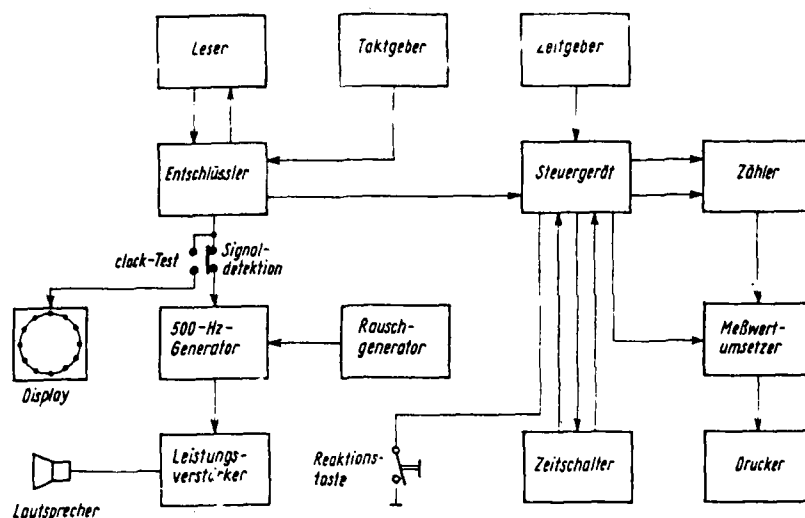 Leser
Taktgeber
Zeitgeber
Entschlüssler
Steuergerät
Zähler
clock-Test
Signal-
detektion
500-Hz-
Generator
Rausch-
generator
Meßwert-
umsetzer
Display
Leistungs-
verstärker
Reaktions-
taste
Zeitschalter
Drucker
Lautsprecher